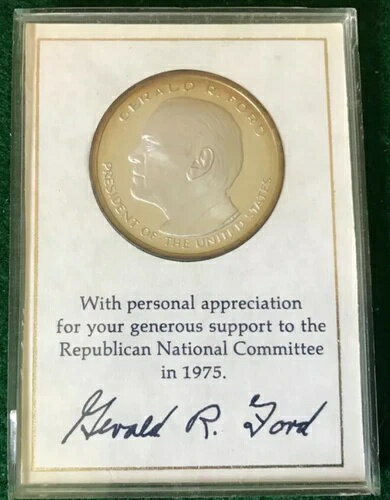 GERALD R. FORD
PRESIDENT OF THE UNITED STATES
With personal appreciation
for your generous support to the
Republican National Committee
in 1975.
Gerald R. Ford